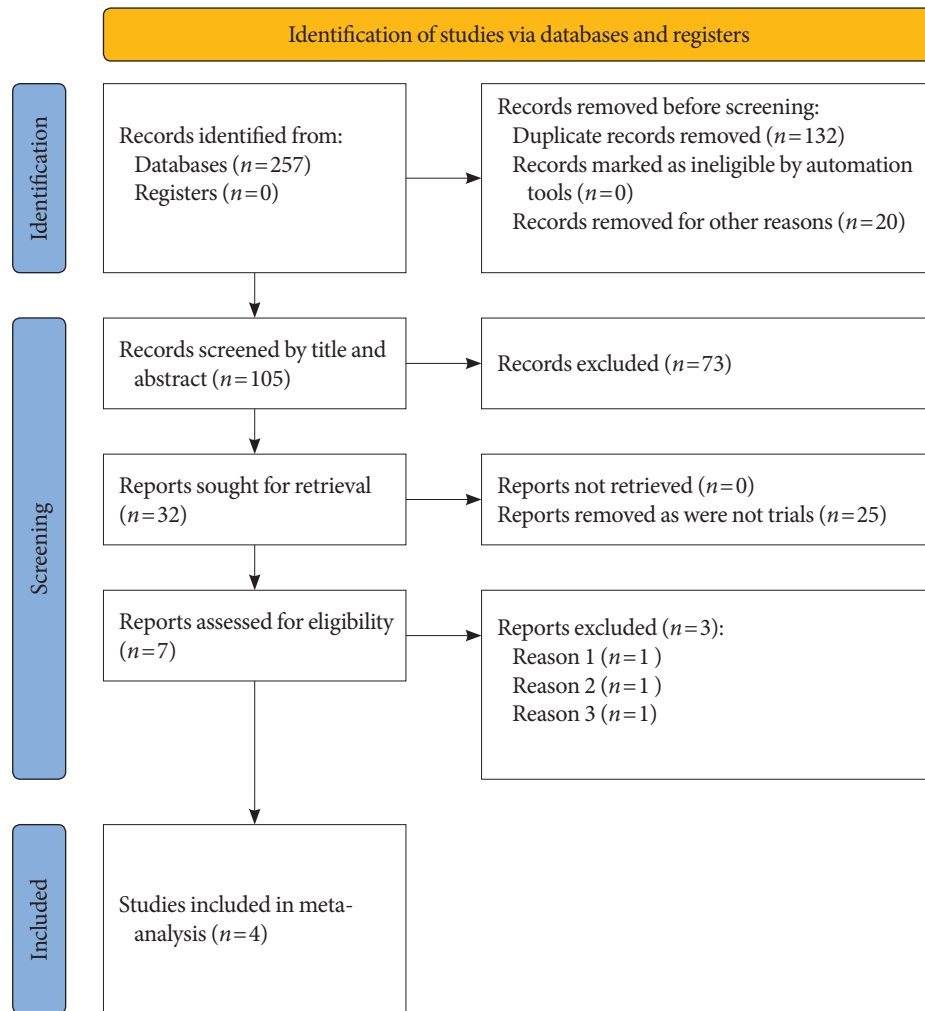 Identification of studies via databases and registers
Identification
Records identified from:
Databases (n=257)
Registers (n=0)
Records removed before screening:
Duplicate records removed (n=132)
Records marked as ineligible by automation
tools (n=0)
Records removed for other reasons (n=20)
Screening
Records screened by title and
abstract (n=105)
Records excluded (n=73)
Reports sought for retrieval
(n=32)
Reports not retrieved (n=0)
Reports removed as were not trials (n=25)
Reports assessed for eligibility
(n=7)
Reports excluded (n=3):
Reason 1 (n=1 )
Reason 2 (n=1 )
Reason 3 (n=1)
Included
Studies included in meta-
analysis (n=4)